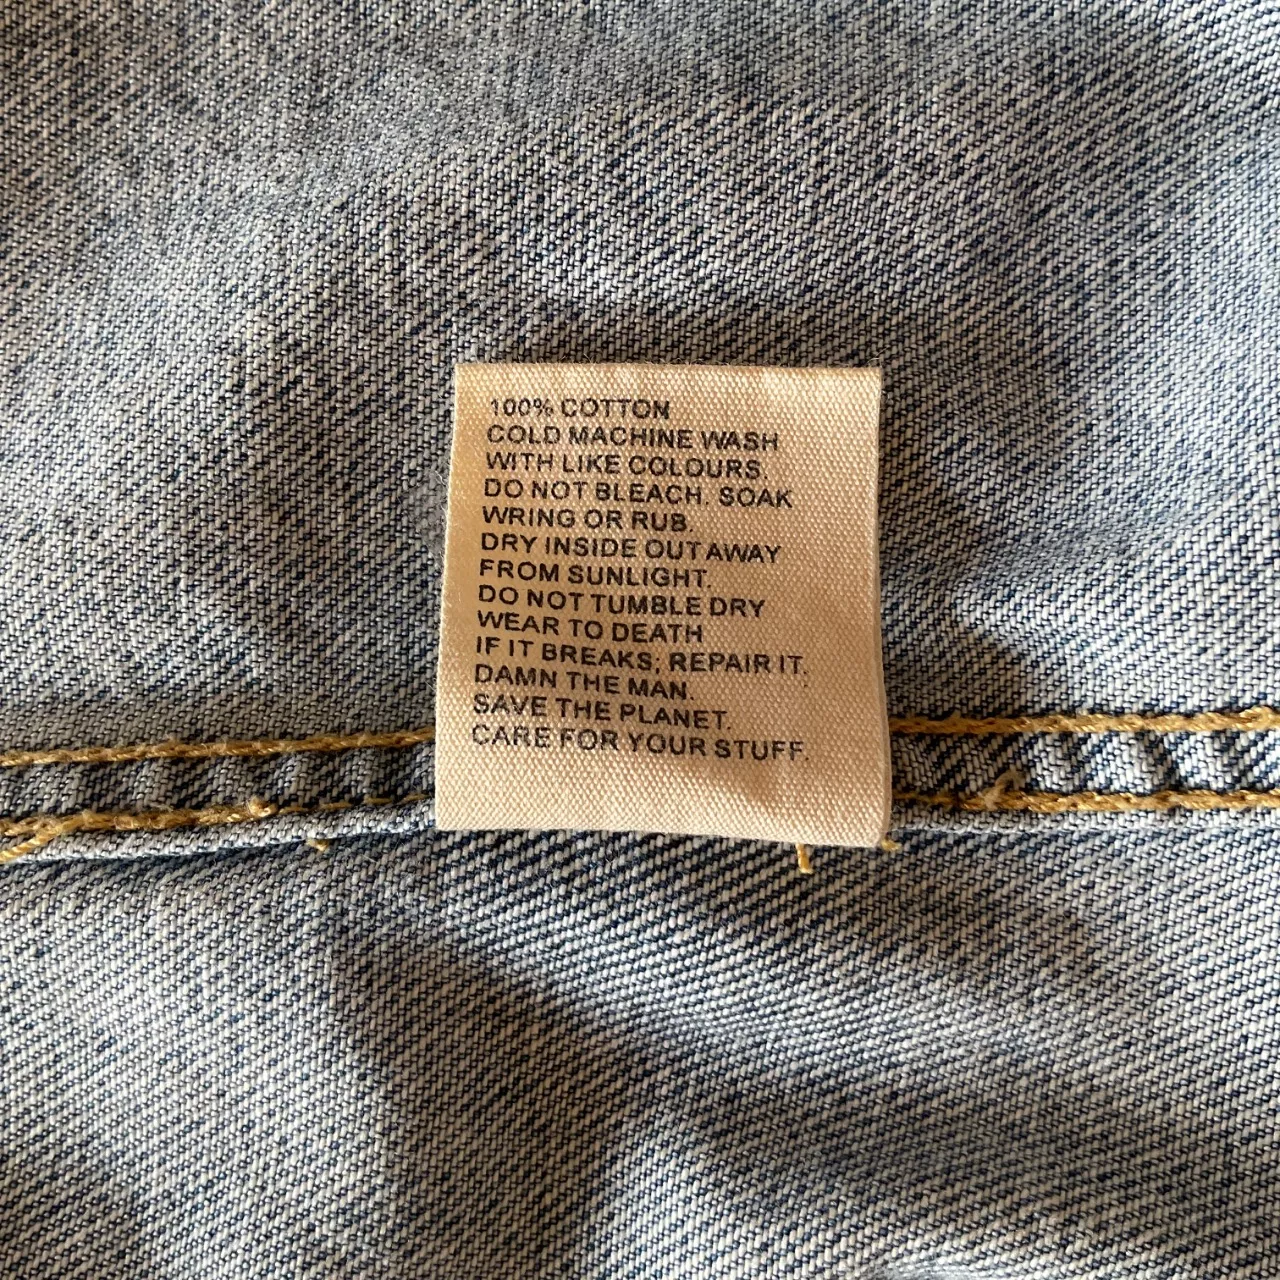 100% COTTON
COLD MACHINE WASH
WITH LIKE COLOURS.
DO NOT BLEACH. SOAK
WRING OR RUB.
DRY INSIDE OUT AWAY
FROM SUNLIGHT.
DO NOT TUMBLE DRY
WEAR TO DEATH
IF IT BREAKS; REPAIR IT.
DAMN THE MAN.
SAVE THE PLANET.
CARE FOR YOUR STUFF.